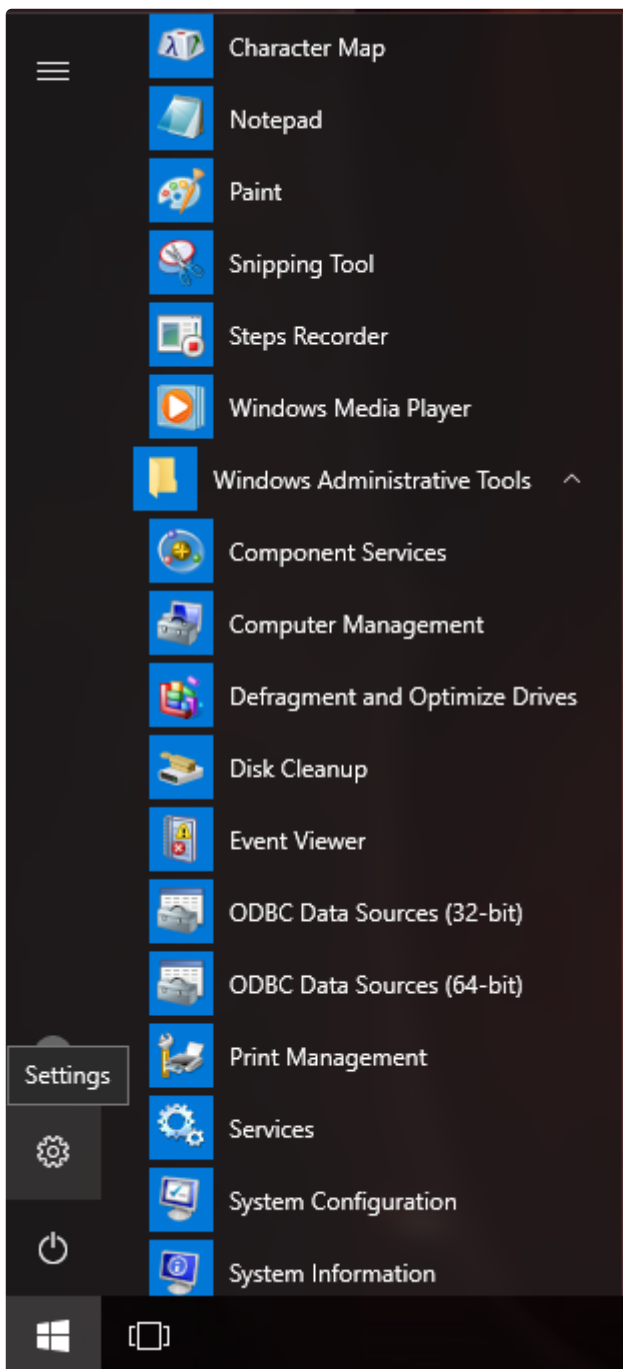 Character Map
Notepad
Paint
Snipping Tool
Steps Recorder
Windows Media Player
Windows Administrative Tools
Component Services
Computer Management
Defragment and Optimize Drives
Disk Cleanup
Event Viewer
ODBC Data Sources (32-bit)
ODBC Data Sources (64-bit)
Print Management
Settings
Services
System Configuration
System Information